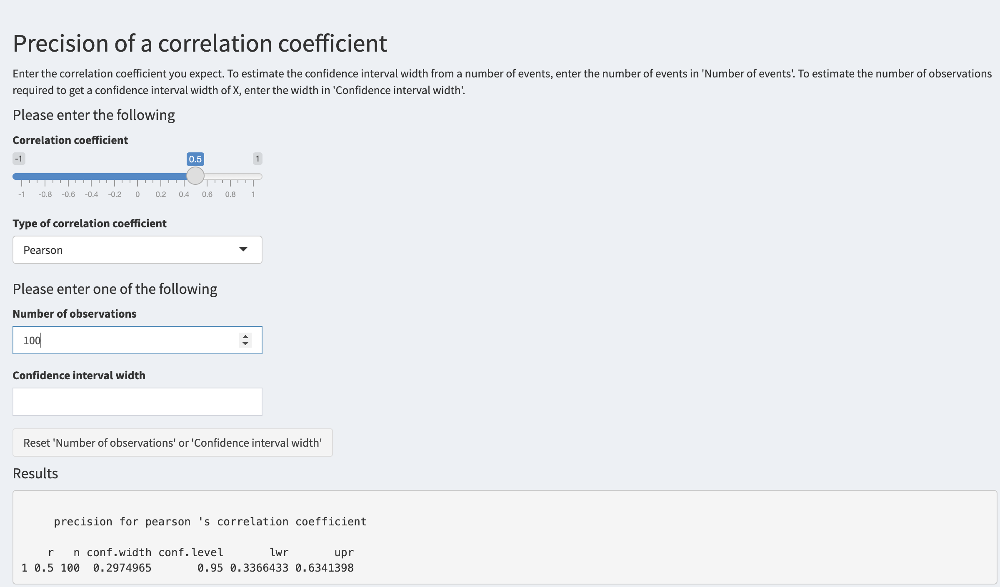 Precision of a correlation coefficient
Enter the correlation coefficient you expect. To estimate the confidence interval width from a number of events, enter the number of events in 'Number of events'. To estimate the number of observations
required to get a confidence interval width of X, enter the width in 'Confidence interval width'.
Please enter the following
Correlation coefficient
-1 0.5 1
-1 -0.8 -0.6 -0.4 -0.2 0 0.2 0.4 0.6 0.8 1
Type of correlation coefficient
Pearson
Please enter one of the following
Number of observations
100
Confidence interval width
Reset 'Number of observations' or 'Confidence interval width'
Results
precision for pearson 's correlation coefficient
r n conf.width conf.level lwr upr
1 0.5 100 0.2974965 0.95 0.3366433 0.6341398